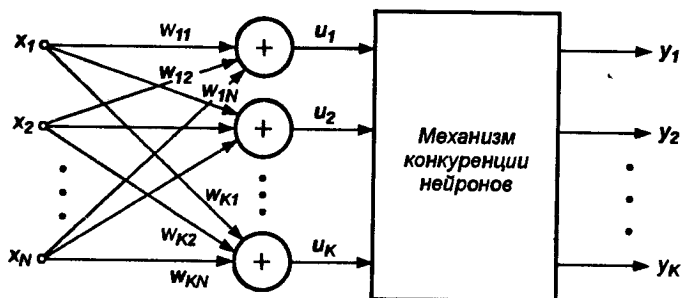 x1 w11 + u1 y1
w12
w1N
x2 + u2 y2
Механизм
конкуренции
нейронов
wK1
wK2
xN wKN + uK yK